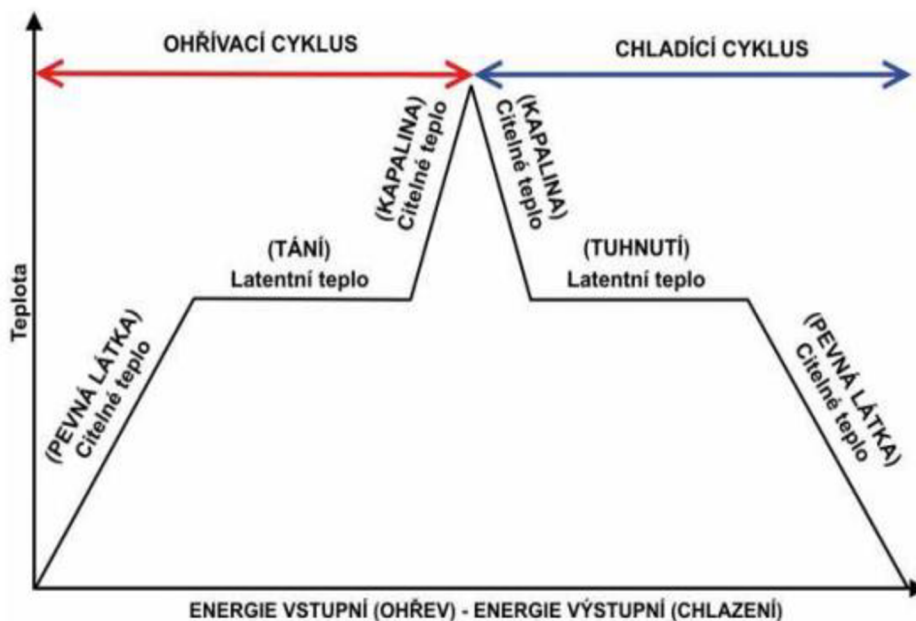 OHŘÍVACÍ CYKLUS
CHLADÍCÍ CYKLUS
(KAPALINA)
Citelné teplo
(KAPALINA)
Citelné teplo
(TÁNÍ)
Latentní teplo
(TUHNUTÍ)
Latentní teplo
Teplota
(PEVNÁ LÁTKA)
Citelné teplo
(PEVNÁ LÁTKA)
Citelné teplo
ENERGIE VSTUPNÍ (OHŘEV) - ENERGIE VÝSTUPNÍ (CHLAZENÍ)